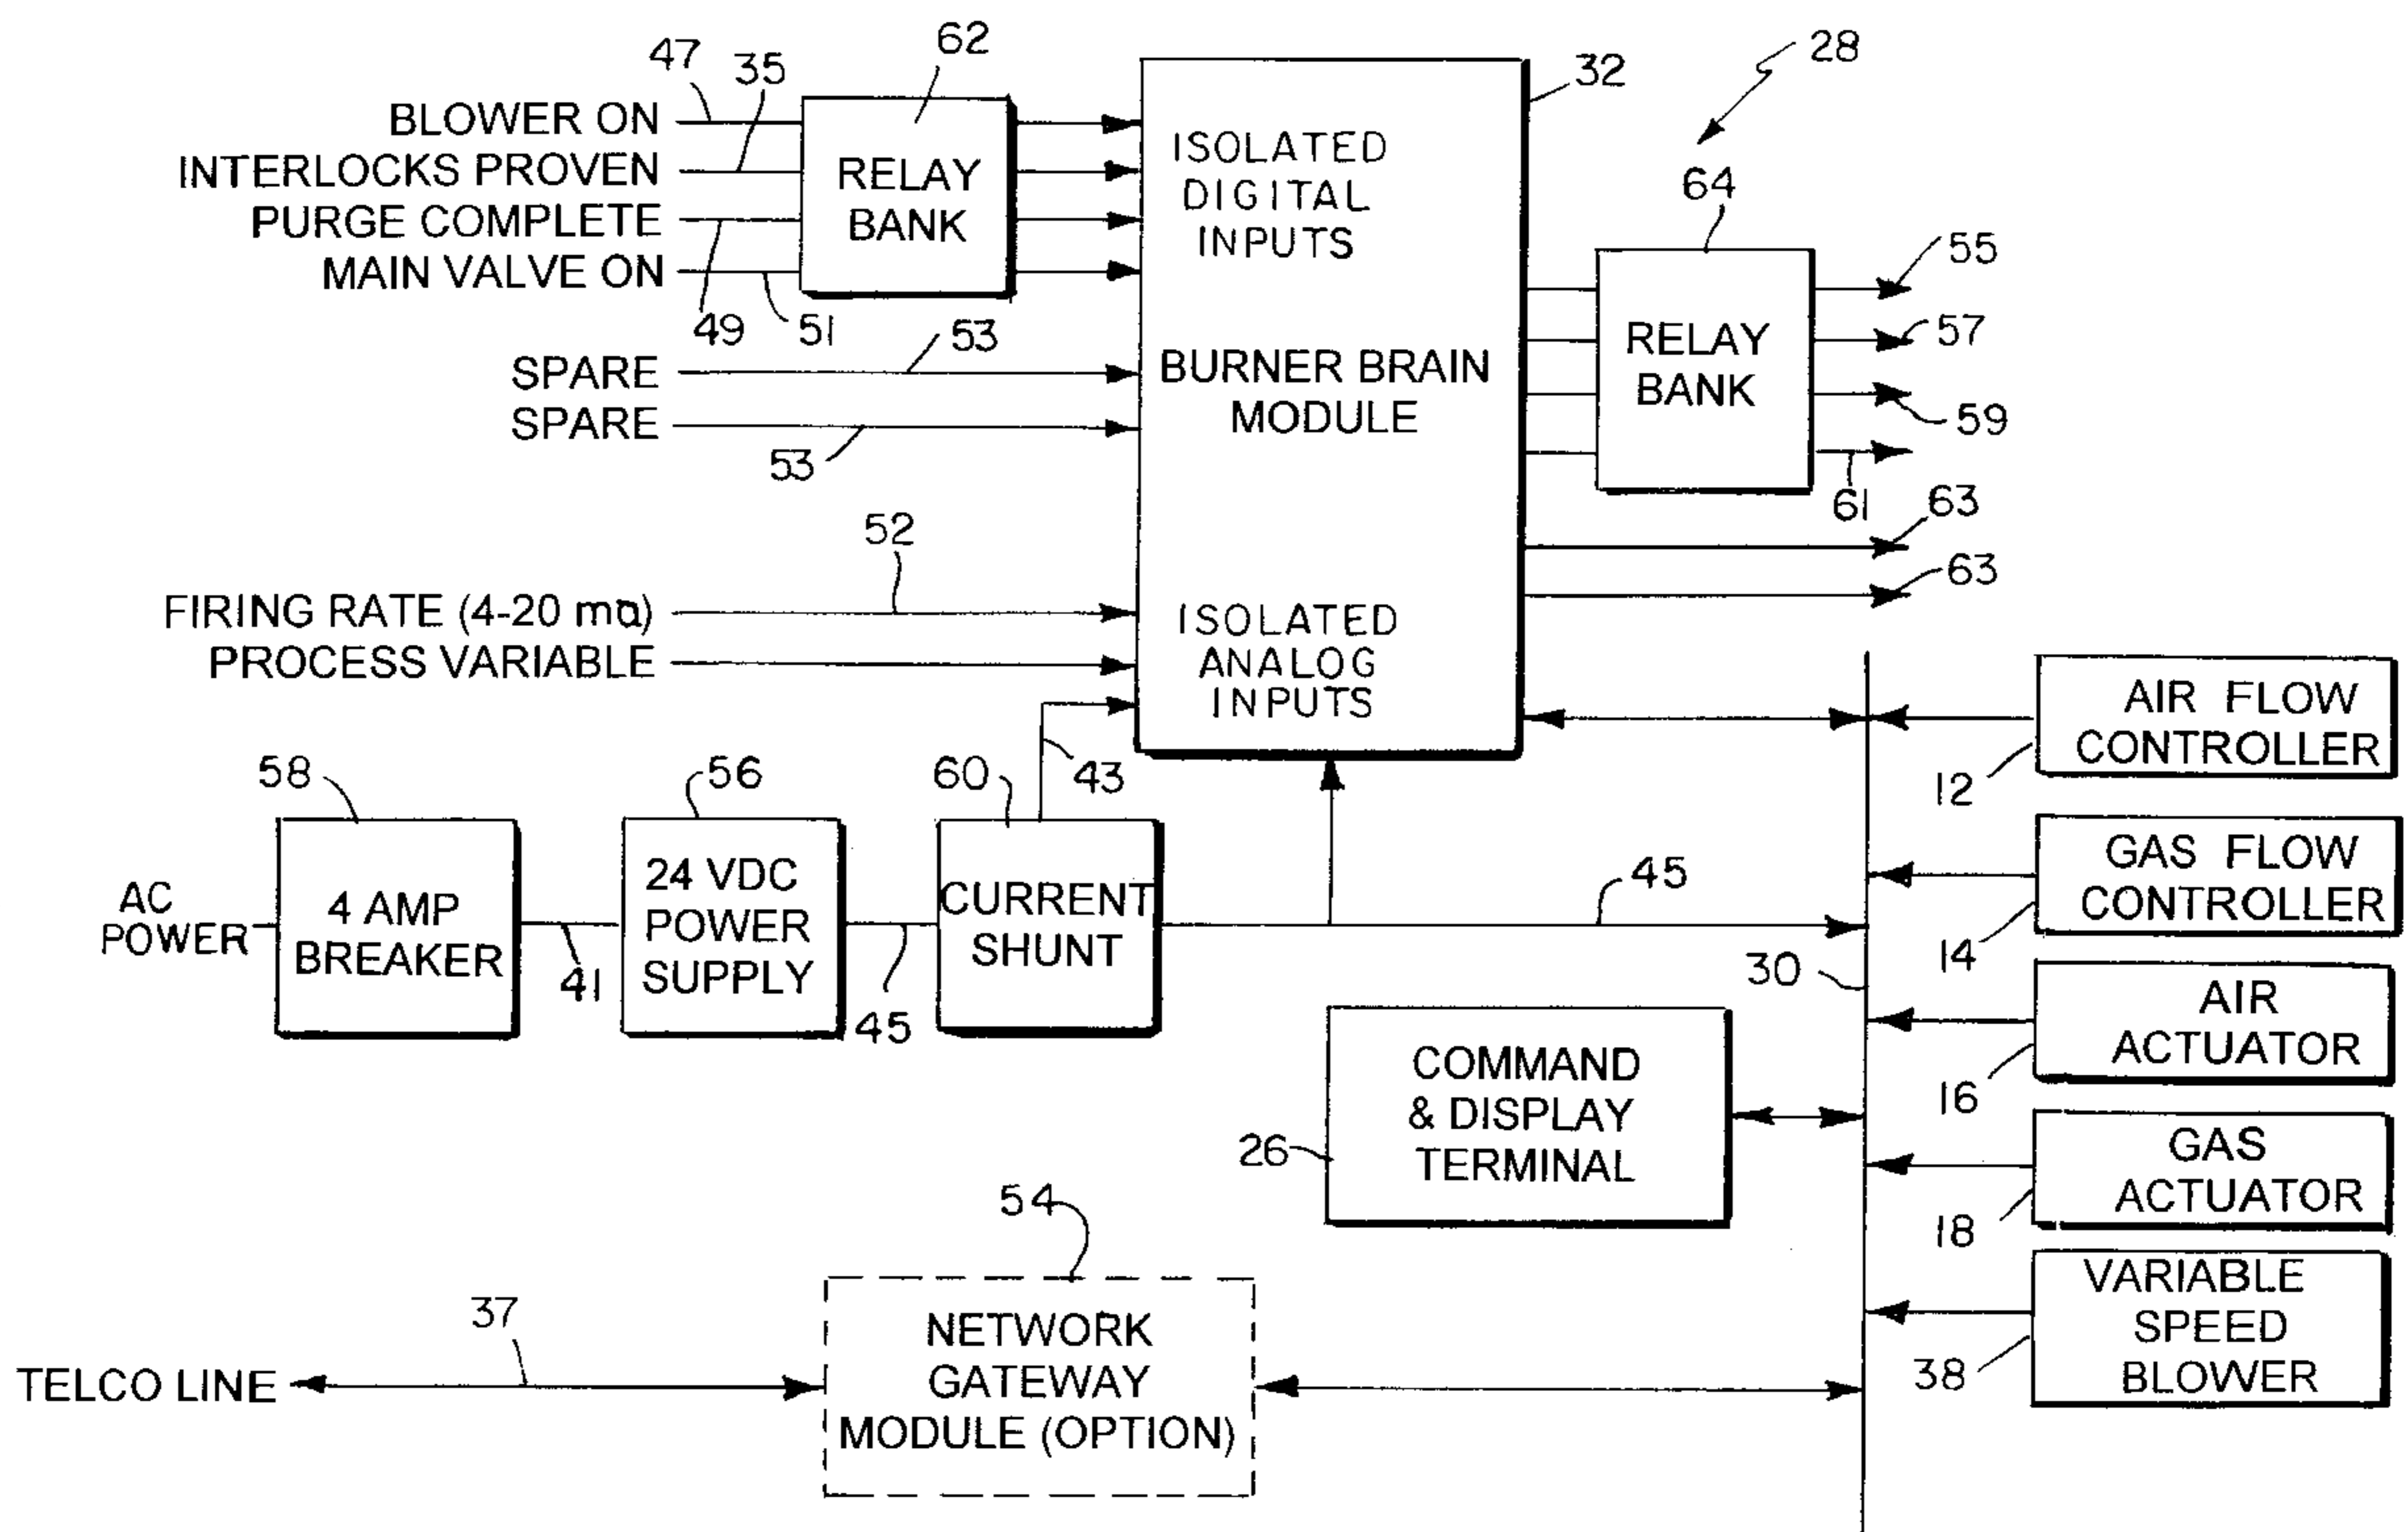 62
47
35
32
28
BLOWER ON
INTERLOCKS PROVEN
PURGE COMPLETE
MAIN VALVE ON
RELAY
BANK
ISOLATED
DIGITAL
INPUTS
64
49
51
55
57
59
61
RELAY
BANK
SPARE
53
SPARE
53
BURNER BRAIN
MODULE
63
63
52
FIRING RATE (4-20 ma)
PROCESS VARIABLE
ISOLATED
ANALOG
INPUTS
AIR FLOW
CONTROLLER
12
58
56
60
43
AC
POWER
4 AMP
BREAKER
41
24 VDC
POWER
SUPPLY
45
CURRENT
SHUNT
45
30
GAS FLOW
CONTROLLER
14
AIR
ACTUATOR
16
COMMAND
& DISPLAY
TERMINAL
26
GAS
ACTUATOR
18
54
VARIABLE
SPEED
BLOWER
38
TELCO LINE
37
NETWORK
GATEWAY
MODULE (OPTION)